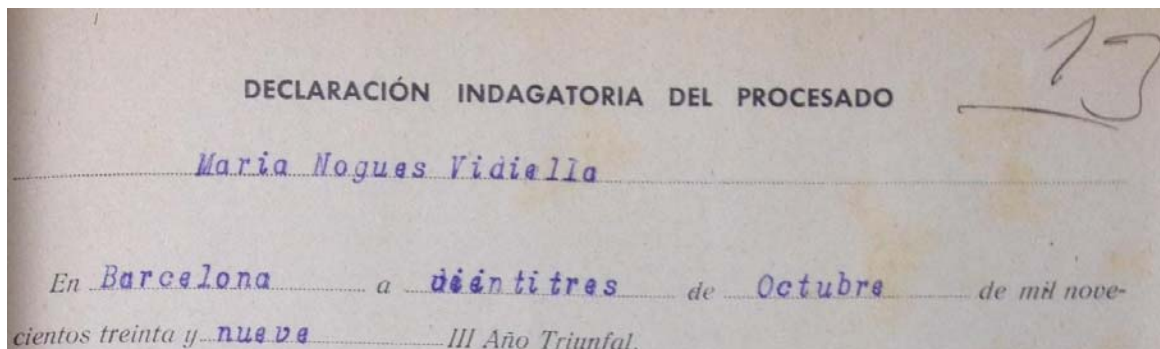 13
DECLARACIÓN INDAGATORIA DEL PROCESADO
Maria Nogues Vidiella
En Barcelona a veintitres de Octubre de mil nove-
cientos treinta y nueve III Año Triunfal.